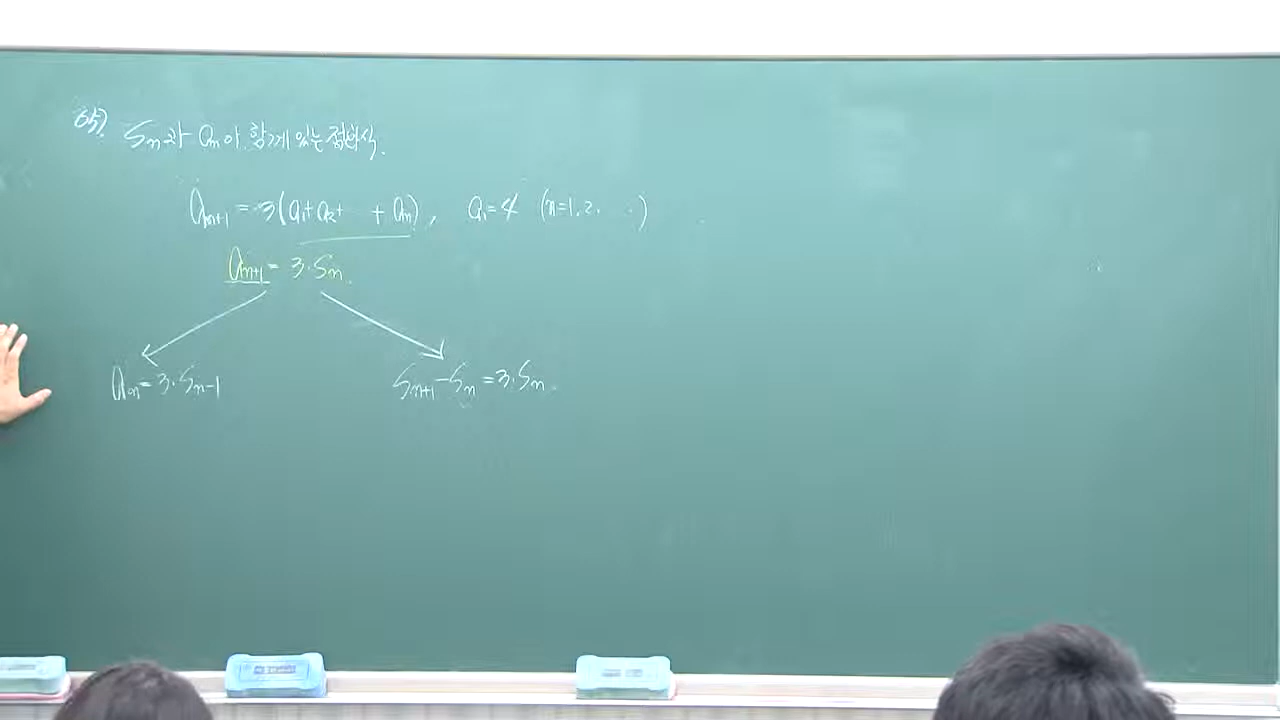 65) Sn과 an이 함께 있는 점화식.
an+1 = 3(a1+a2+ +an), a1=4 (n=1,2, ..)
an+1 = 3·Sn.
an = 3·Sn-1
Sn+1-Sn = 3·Sn.